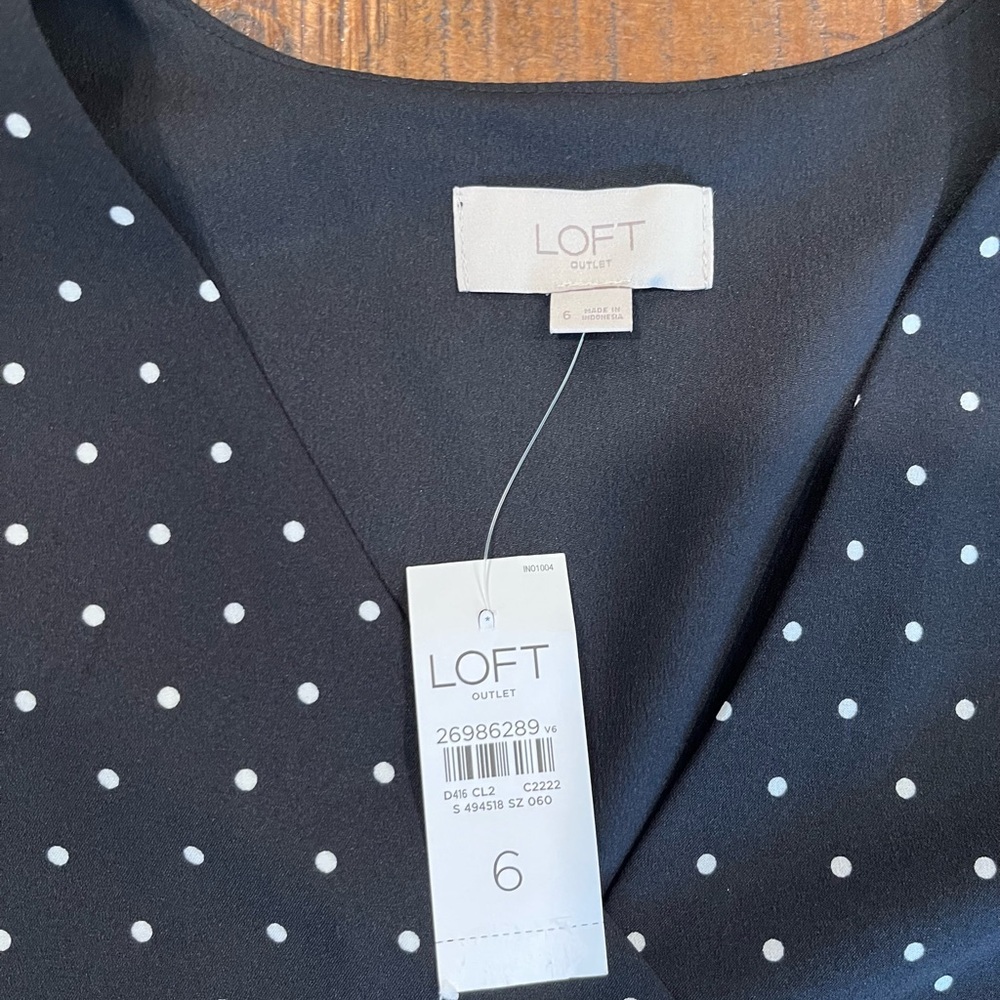 LOFT
OUTLET
6 MADE IN
INDONESIA
IN01004
LOFT
OUTLET
26986289 V6
D416 CL2 C2222
S 494518 SZ 060
6